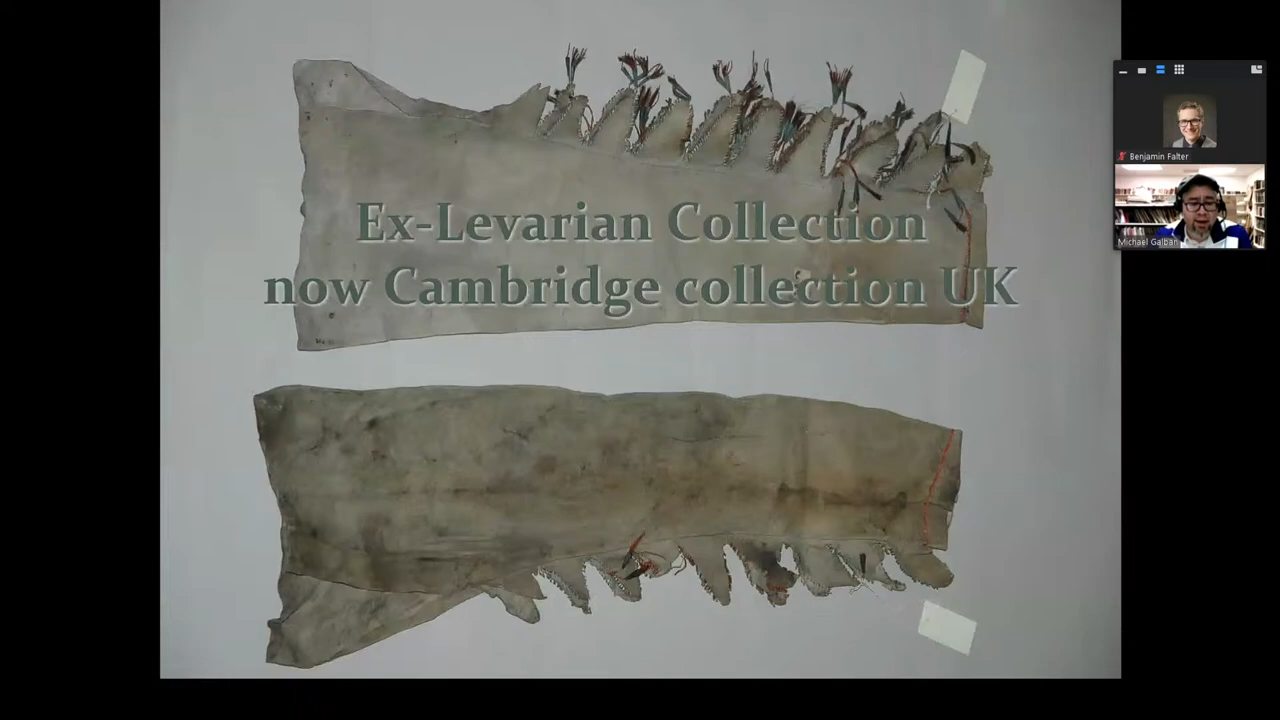 Ex-Levarian Collection
now Cambridge collection UK
Benjamin Falter
Michael Galban